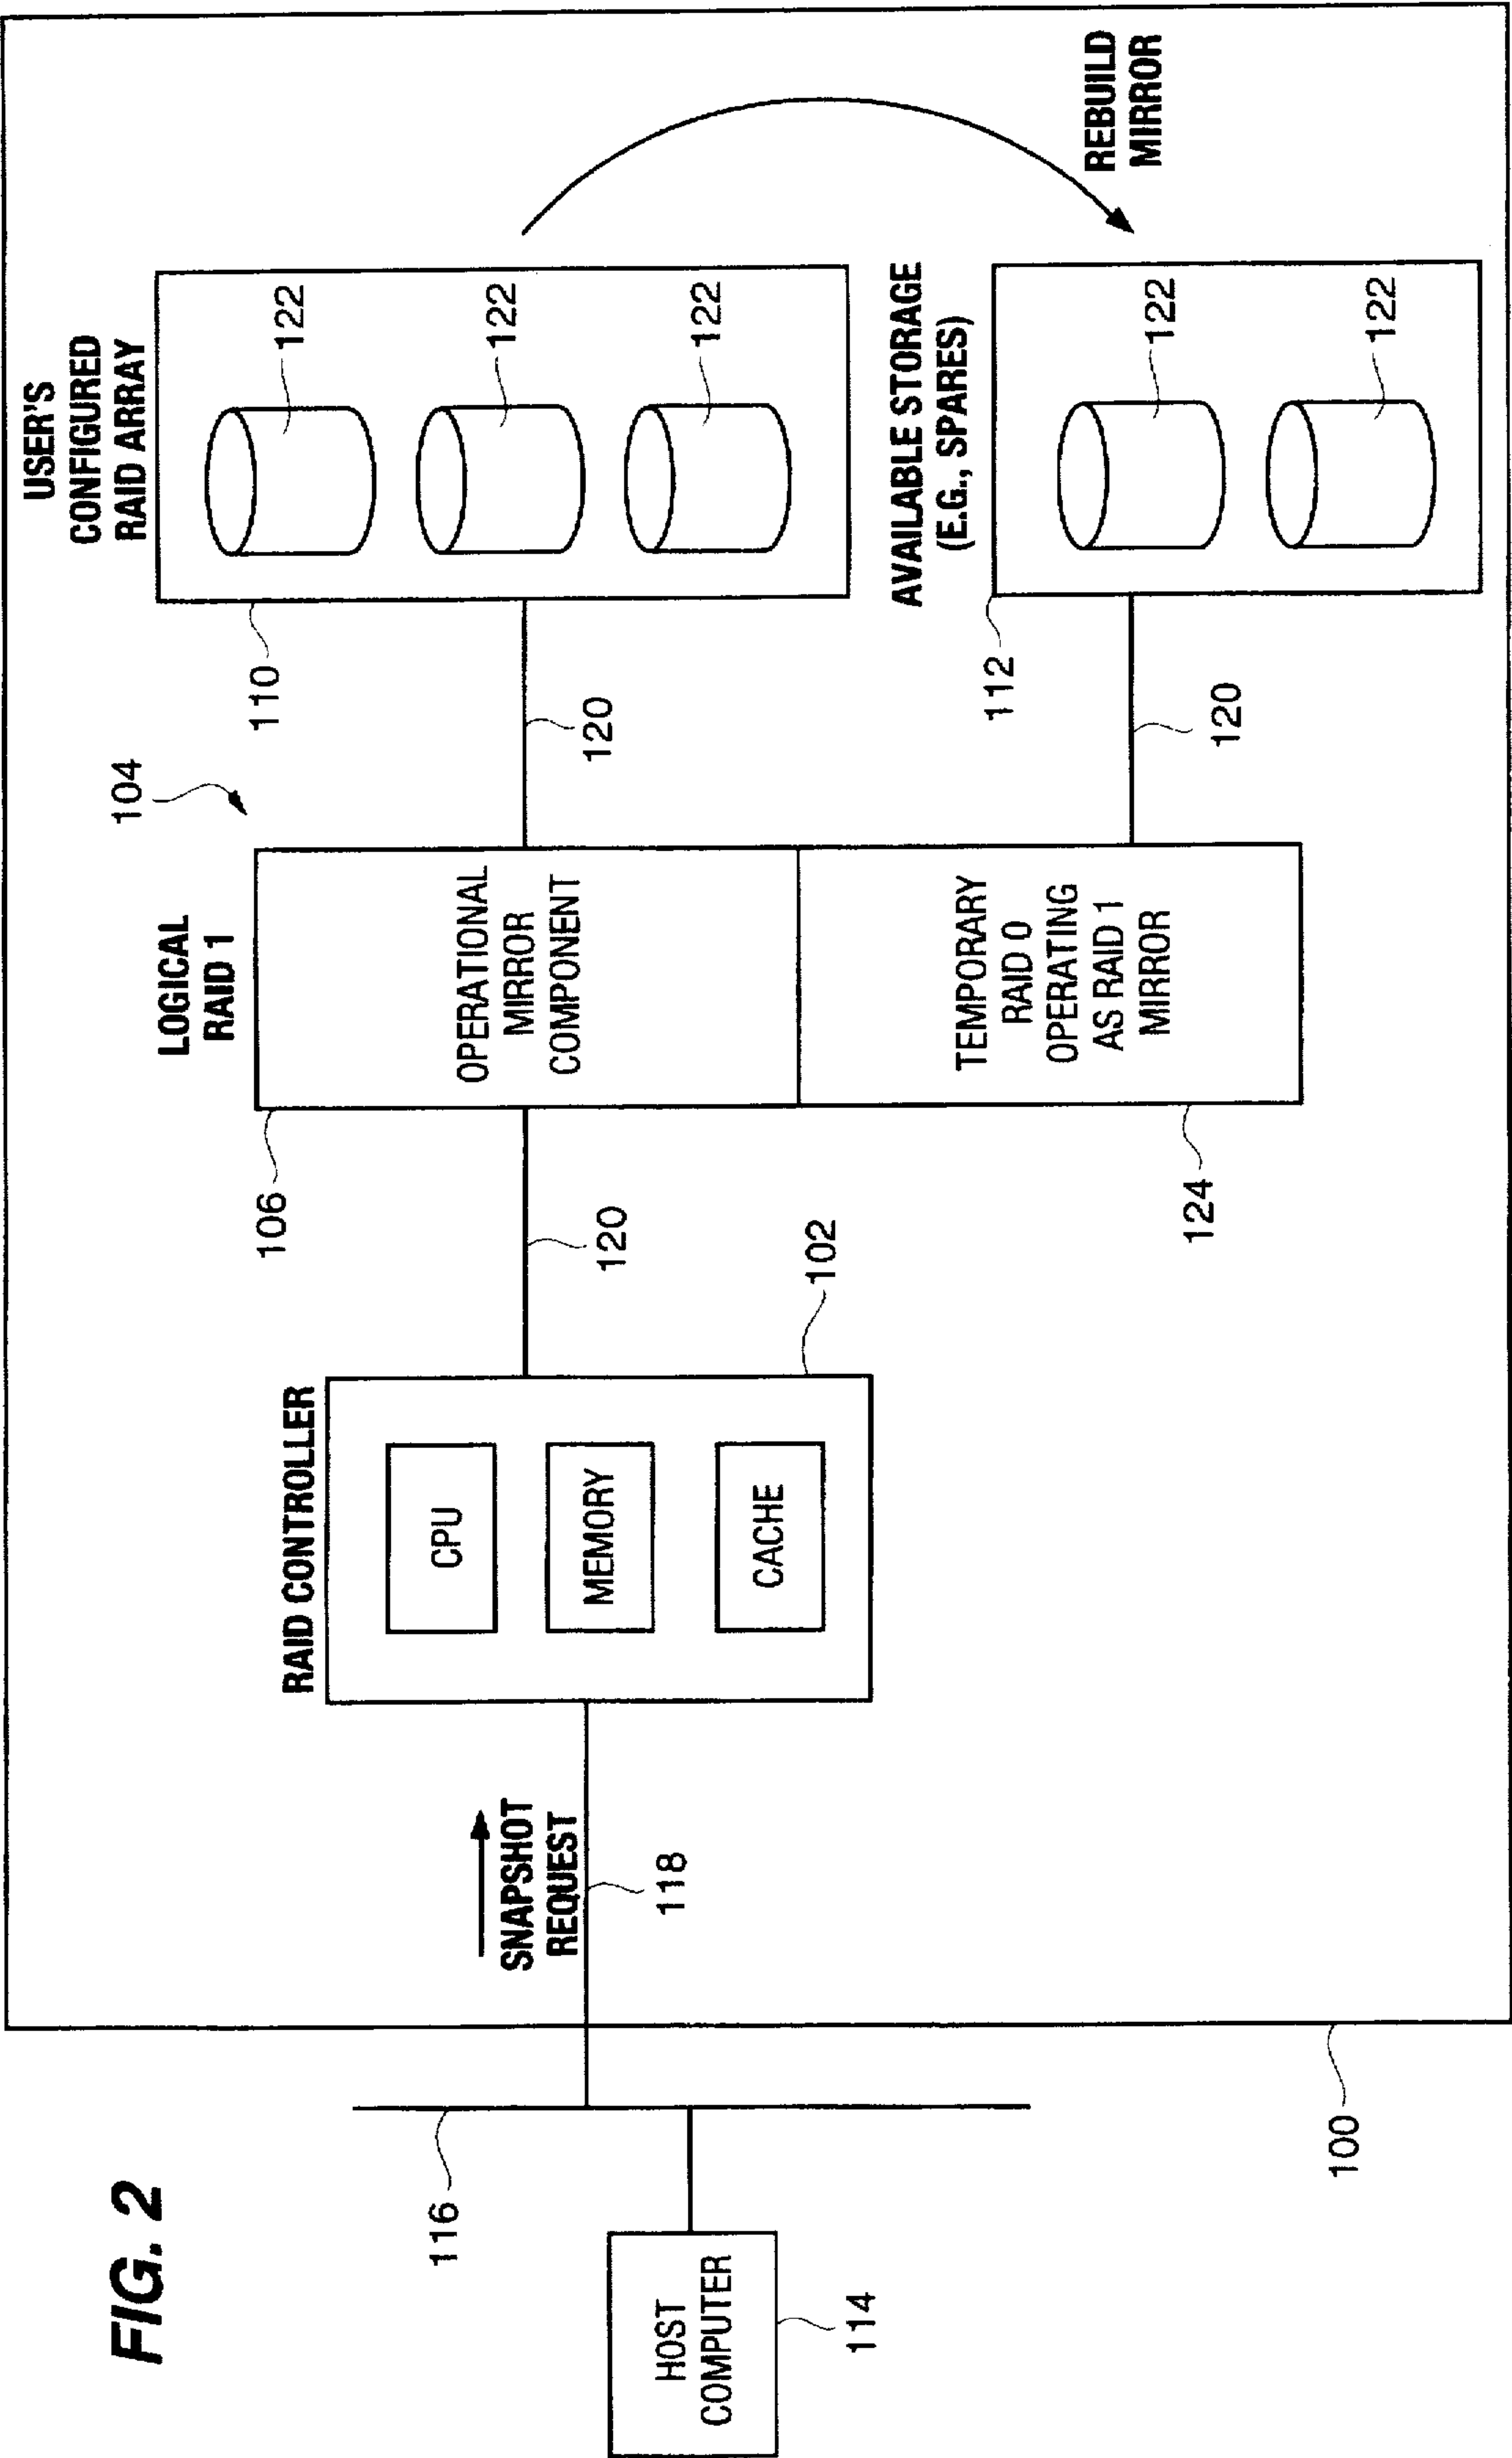 FIG. 2
HOST
COMPUTER
114
116
100
SNAPSHOT
REQUEST
118
RAID CONTROLLER
CPU
MEMORY
CACHE
102
120
LOGICAL
RAID 1
104
106
OPERATIONAL
MIRROR
COMPONENT
TEMPORARY
RAID 0
OPERATING
AS RAID 1
MIRROR
124
120
120
USER'S
CONFIGURED
RAID ARRAY
110
122
122
122
AVAILABLE STORAGE
(E.G., SPARES)
112
122
122
REBUILD
MIRROR